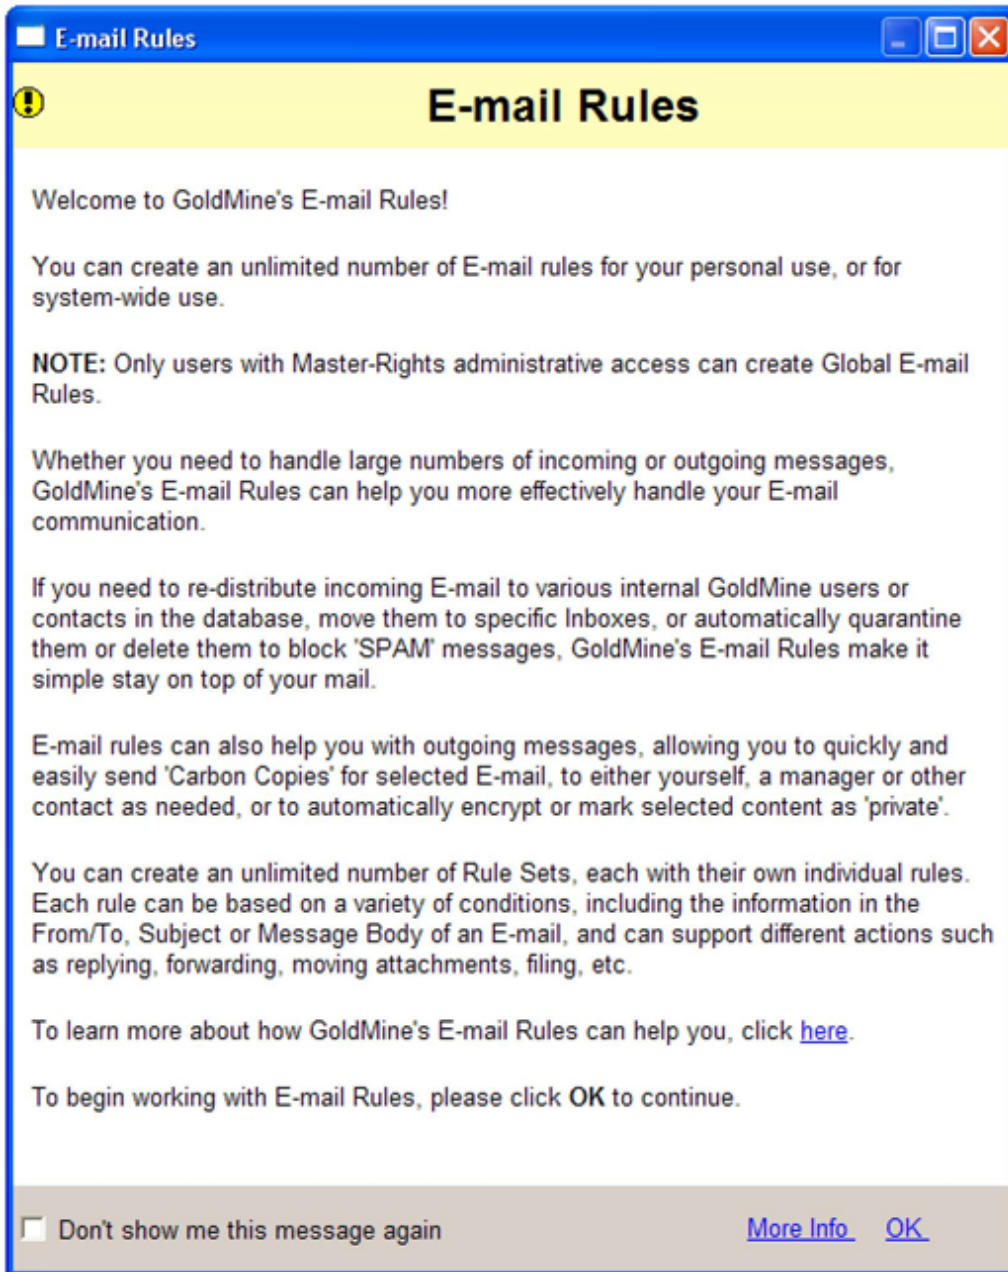 E-mail Rules
E-mail Rules
Welcome to GoldMine's E-mail Rules!
You can create an unlimited number of E-mail rules for your personal use, or for
system-wide use.
NOTE: Only users with Master-Rights administrative access can create Global E-mail
Rules.
Whether you need to handle large numbers of incoming or outgoing messages,
GoldMine's E-mail Rules can help you more effectively handle your E-mail
communication.
If you need to re-distribute incoming E-mail to various internal GoldMine users or
contacts in the database, move them to specific Inboxes, or automatically quarantine
them or delete them to block 'SPAM' messages, GoldMine's E-mail Rules make it
simple stay on top of your mail.
E-mail rules can also help you with outgoing messages, allowing you to quickly and
easily send 'Carbon Copies' for selected E-mail, to either yourself, a manager or other
contact as needed, or to automatically encrypt or mark selected content as 'private'.
You can create an unlimited number of Rule Sets, each with their own individual rules.
Each rule can be based on a variety of conditions, including the information in the
From/To, Subject or Message Body of an E-mail, and can support different actions such
as replying, forwarding, moving attachments, filing, etc.
To learn more about how GoldMine's E-mail Rules can help you, click here.
To begin working with E-mail Rules, please click OK to continue.
Don't show me this message again
More Info OK